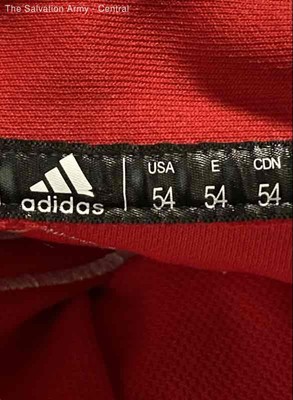 The Salvation Army - Central
USA E CDN
adidas 54 54 54